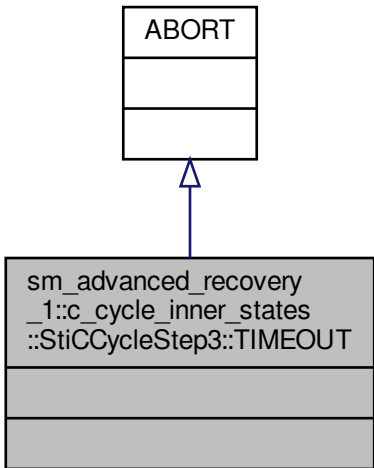 ABORT
sm_advanced_recovery
_1::c_cycle_inner_states
::StiCCycleStep3::TIMEOUT